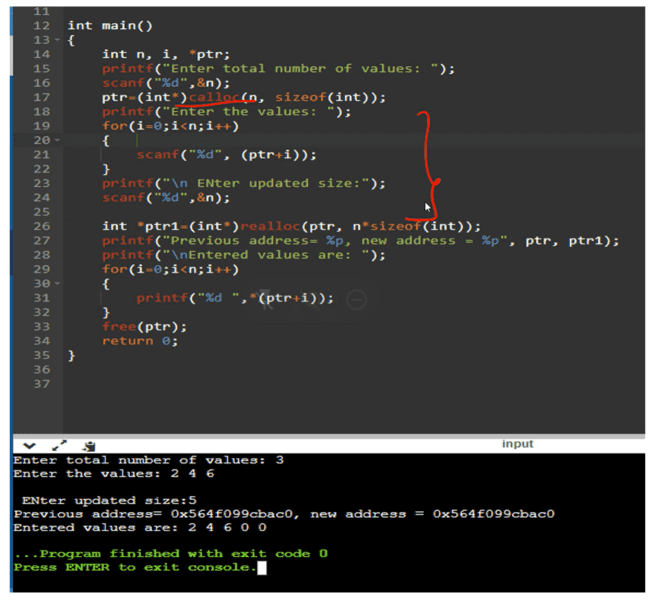 11
12 int main()
13 {
14 int n, i, *ptr;
15 printf("Enter total number of values: ");
16 scanf("%d",&n);
17 ptr=(int*)calloc(n, sizeof(int));
18 printf("Enter the values: ");
19 for(i=0;i<n;i++)
20 {
21 scanf("%d", (ptr+i));
22 }
23 printf("\n ENter updated size:");
24 scanf("%d",&n);
25
26 int *ptr1=(int*)realloc(ptr, n*sizeof(int));
27 printf("Previous address= %p, new address = %p", ptr, ptr1);
28 printf("\nEntered values are: ");
29 for(i=0;i<n;i++)
30 {
31 printf("%d ",*(ptr+i));
32 }
33 free(ptr);
34 return 0;
35 }
36
37
input
Enter total number of values: 3
Enter the values: 2 4 6
ENter updated size:5
Previous address= 0x564f099cbac0, new address = 0x564f099cbac0
Entered values are: 2 4 6 0 0
...Program finished with exit code 0
Press ENTER to exit console.